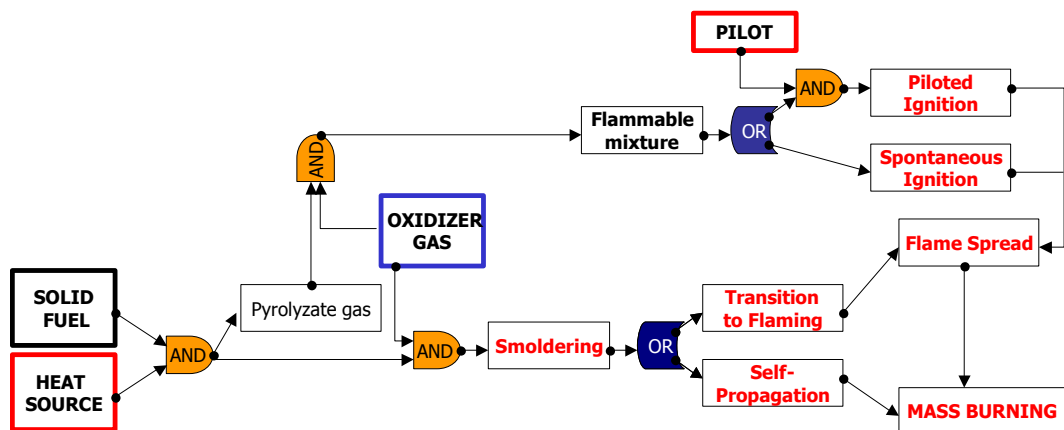 PILOT
AND
Piloted
Ignition
Flammable
mixture
OR
AND
Spontaneous
Ignition
OXIDIZER
GAS
Flame Spread
SOLID
FUEL
Pyrolyzate gas
Transition
to Flaming
AND
AND
Smoldering
OR
HEAT
SOURCE
Self-
Propagation
MASS BURNING